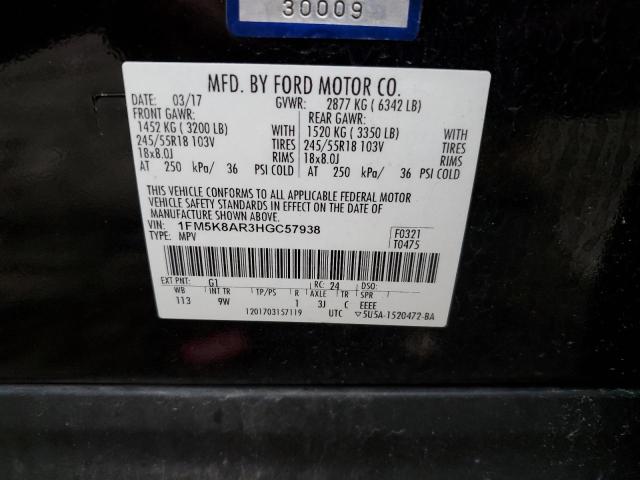 30009
MFD. BY FORD MOTOR CO.
DATE: 03/17 GVWR: 2877 KG ( 6342 LB)
FRONT GAWR: REAR GAWR:
1452 KG ( 3200 LB) WITH 1520 KG ( 3350 LB) WITH
245/55R18 103V TIRES 245/55R18 103V TIRES
18x8.0J RIMS 18x8.0J RIMS
AT 250 kPa/ 36 PSI COLD AT 250 kPa/ 36 PSI COLD
THIS VEHICLE CONFORMS TO ALL APPLICABLE FEDERAL MOTOR
VEHICLE SAFETY STANDARDS IN EFFECT ON THE DATE OF
MANUFACTURE SHOWN ABOVE.
VIN: 1FM5K8AR3HGC57938 F0321
TYPE: MPV T0475
EXT PNT: G1 RC: 24 DSO:
WB INT TR TP/PS R AXLE TR SPR
113 9W 1 3J C EEEE
1201703157119 UTC ▽5U5A-1520472-BA